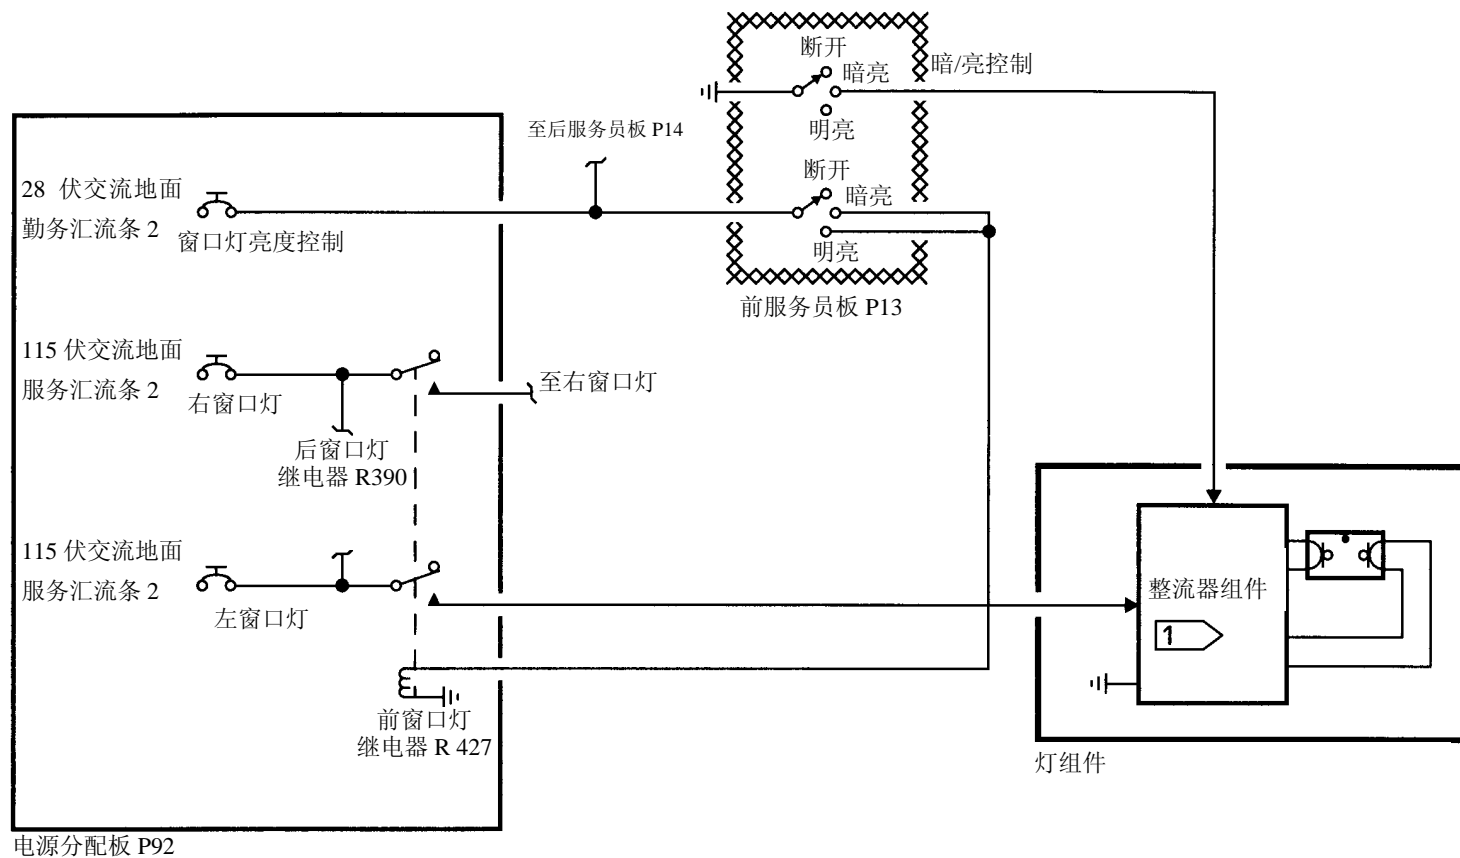 断开
暗亮
明亮
暗/亮控制
至后服务员板 P14
断开
暗亮
明亮
前服务员板 P13
28 伏交流地面
勤务汇流条 2
窗口灯亮度控制
115 伏交流地面
服务汇流条 2
右窗口灯
至右窗口灯
后窗口灯
继电器 R390
115 伏交流地面
服务汇流条 2
左窗口灯
整流器组件
1
前窗口灯
继电器 R 427
灯组件
电源分配板 P92